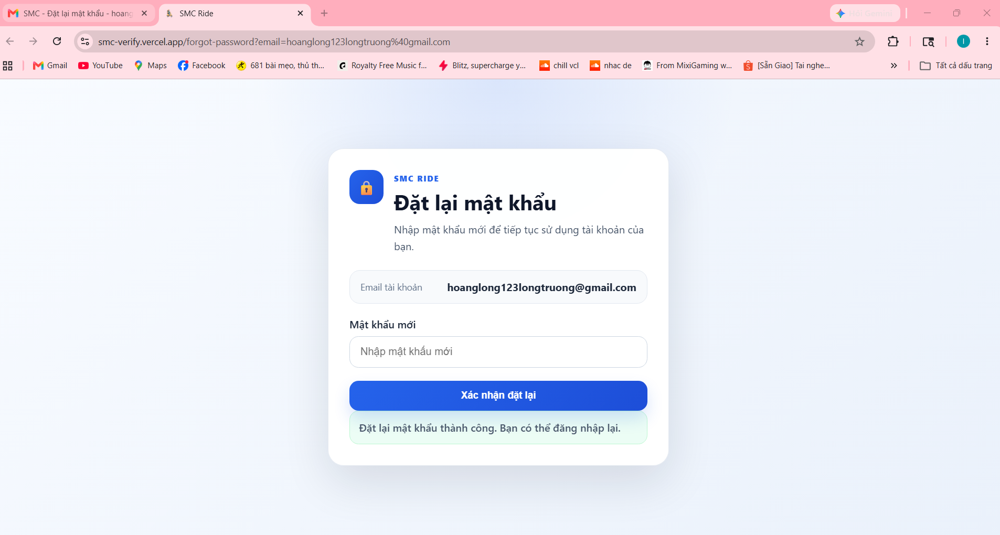 SMC - Đặt lại mật khẩu - hoang
SMC Ride
Hỏi Gemini
smc-verify.vercel.app/forgot-password?email=hoanglong123longtruong%40gmail.com
I
Gmail
YouTube
Maps
Facebook
681 bài mẹo, thủ th...
Royalty Free Music f...
Blitz, supercharge y...
chill vcl
nhac de
From MixiGaming w...
[Sẵn Giao] Tai nghe...
Tất cả dấu trang
SMC RIDE
Đặt lại mật khẩu
Nhập mật khẩu mới để tiếp tục sử dụng tài khoản của
bạn.
Email tài khoản
hoanglong123longtruong@gmail.com
Mật khẩu mới
Nhập mật khẩu mới
Xác nhận đặt lại
Đặt lại mật khẩu thành công. Bạn có thể đăng nhập lại.